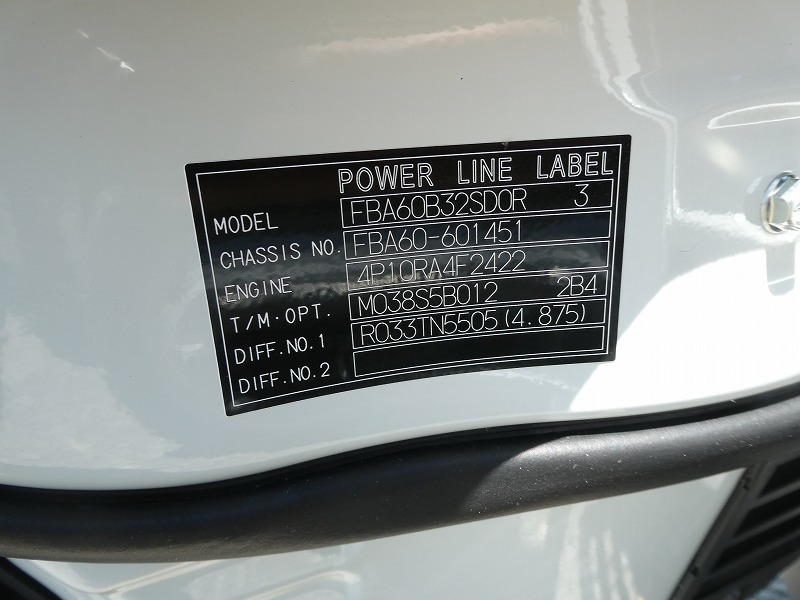 POWER LINE LABEL
MODEL FBA60B32SD0R 3
CHASSIS NO. FBA60-601451
ENGINE 4P10RA4F2422
T/M·OPT. M038S5B012 2B4
DIFF.NO.1 R033TN5505(4.875)
DIFF.NO.2